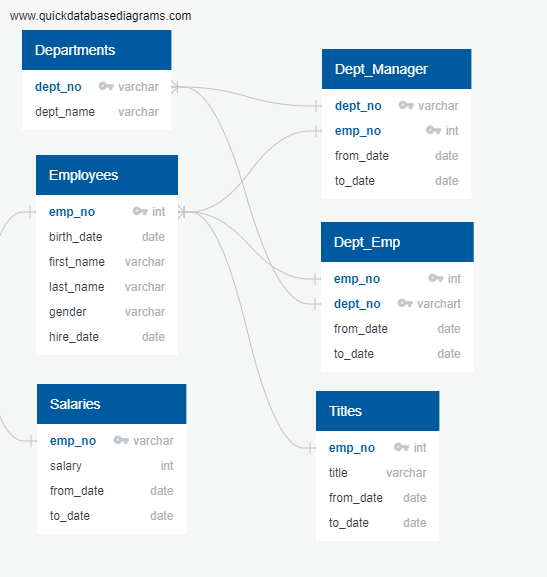 www.quickdatabasediagrams.com
Departments
dept_no varchar
dept_name varchar
Employees
emp_no int
birth_date date
first_name varchar
last_name varchar
gender varchar
hire_date date
Salaries
emp_no varchar
salary int
from_date date
to_date date
Dept_Manager
dept_no varchar
emp_no int
from_date date
to_date date
Dept_Emp
emp_no int
dept_no varchart
from_date date
to_date date
Titles
emp_no int
title varchar
from_date date
to_date date